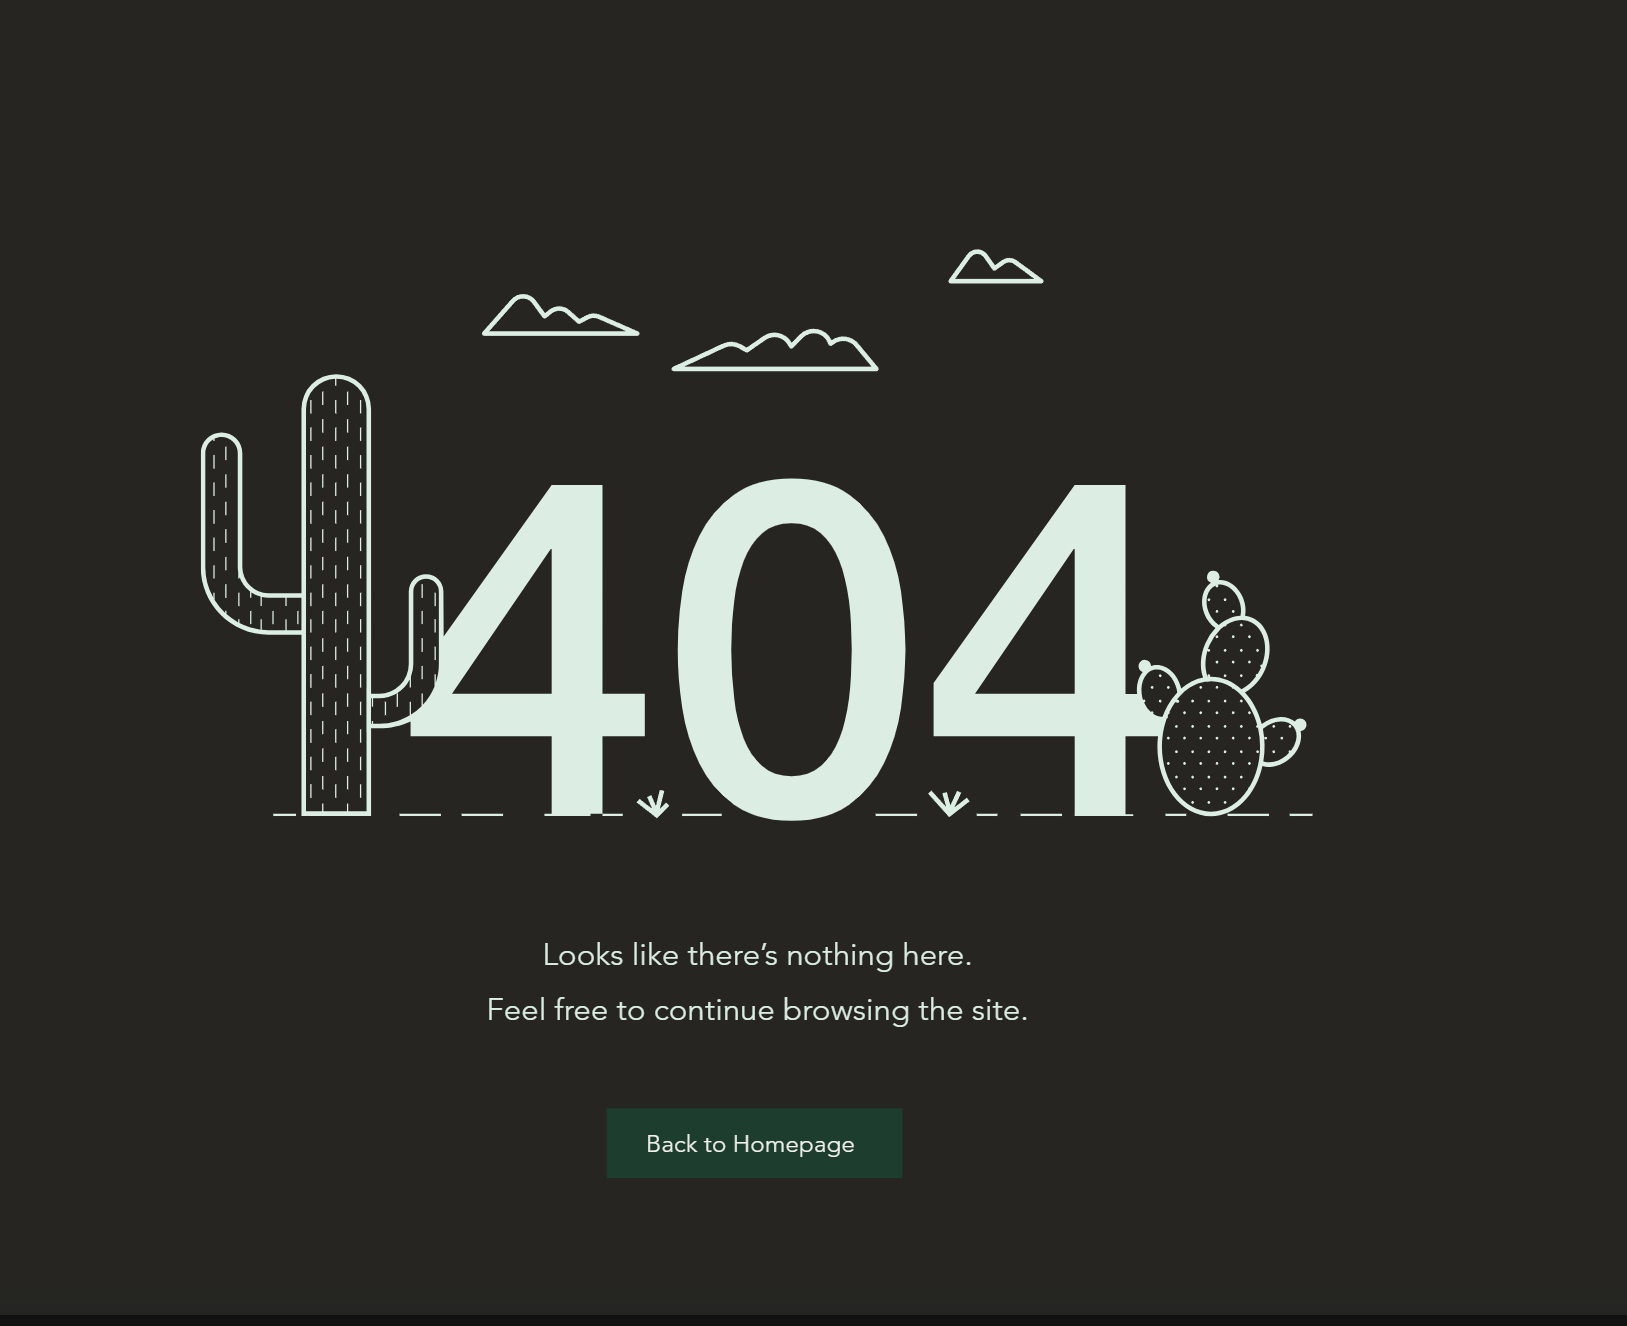 404
Looks like there’s nothing here.
Feel free to continue browsing the site.
Back to Homepage